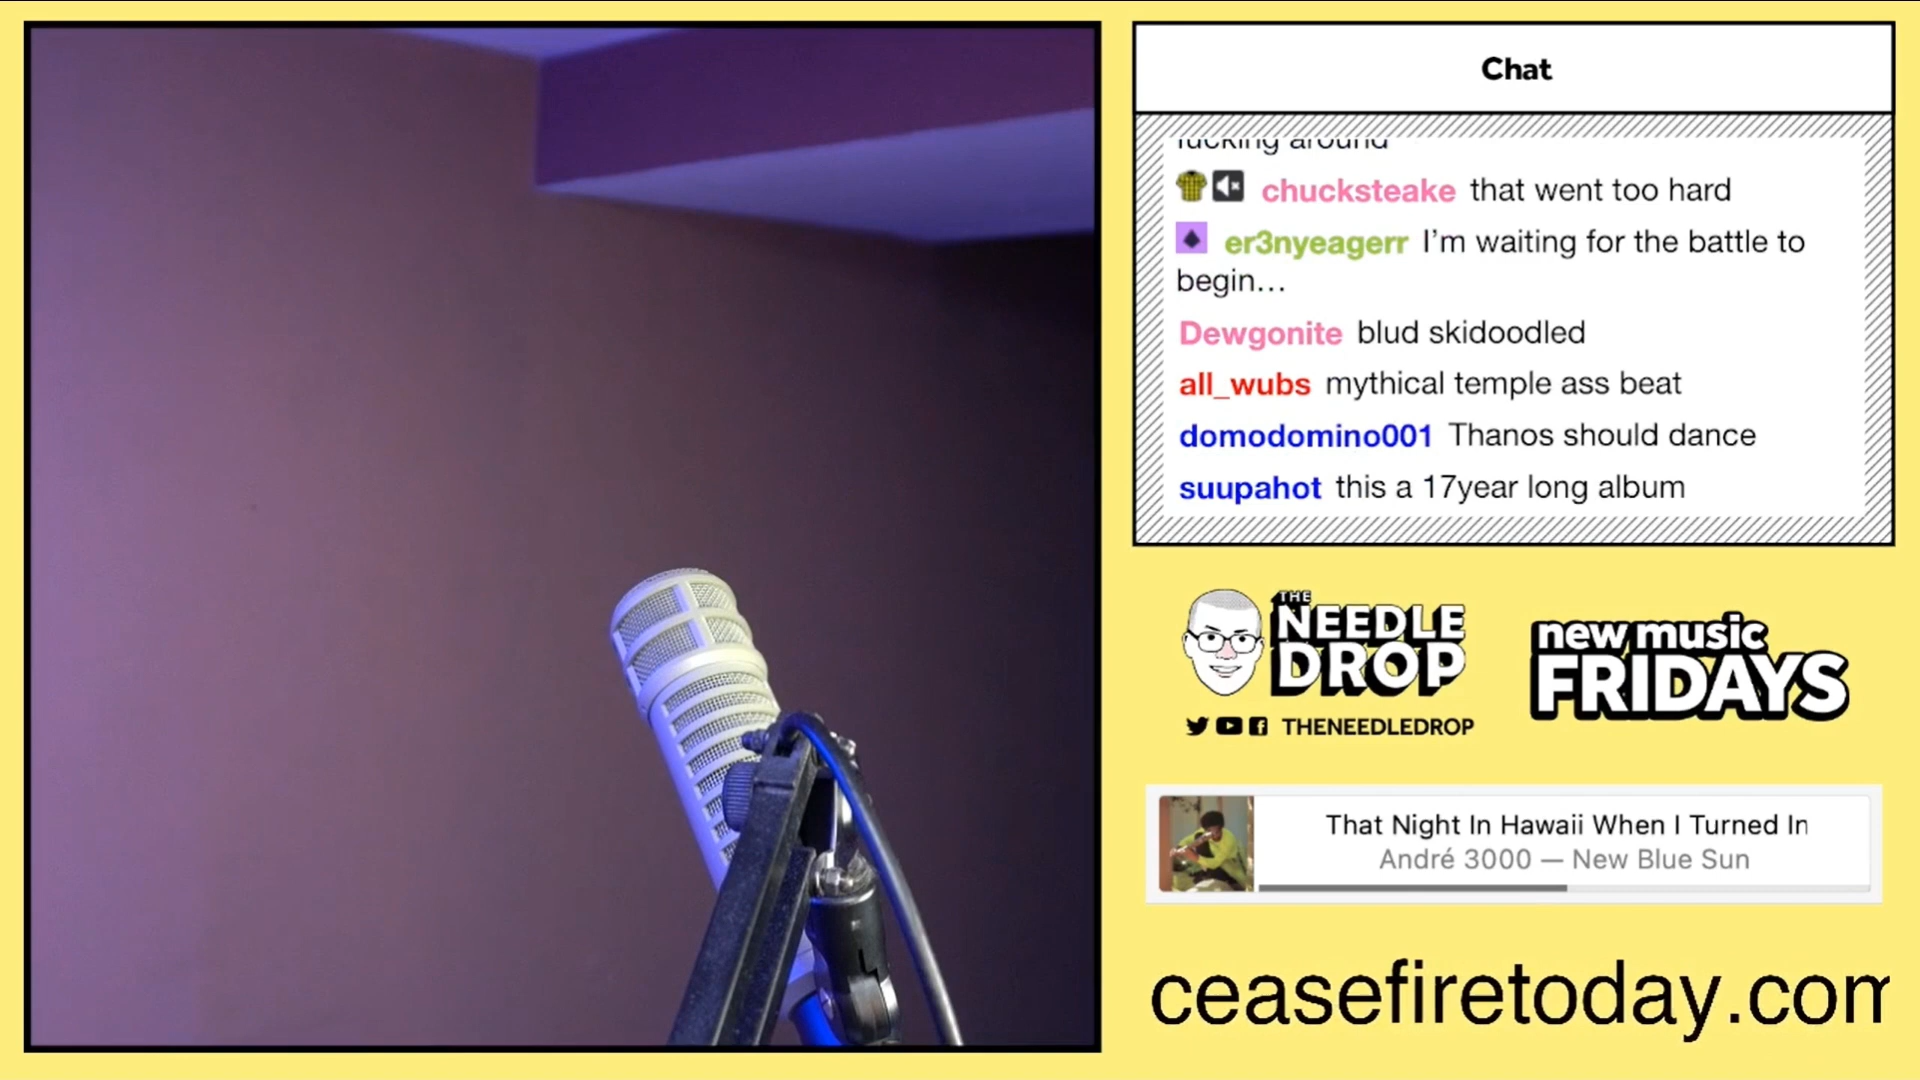 Chat
fucking around
chucksteake that went too hard
er3nyeagerr I’m waiting for the battle to
begin…
Dewgonite blud skidoodled
all_wubs mythical temple ass beat
domodomino001 Thanos should dance
suupahot this a 17year long album
THE
NEEDLE
DROP
THENEEDLEDROP
new music
FRIDAYS
That Night In Hawaii When I Turned In
André 3000 — New Blue Sun
ceasefiretoday.com